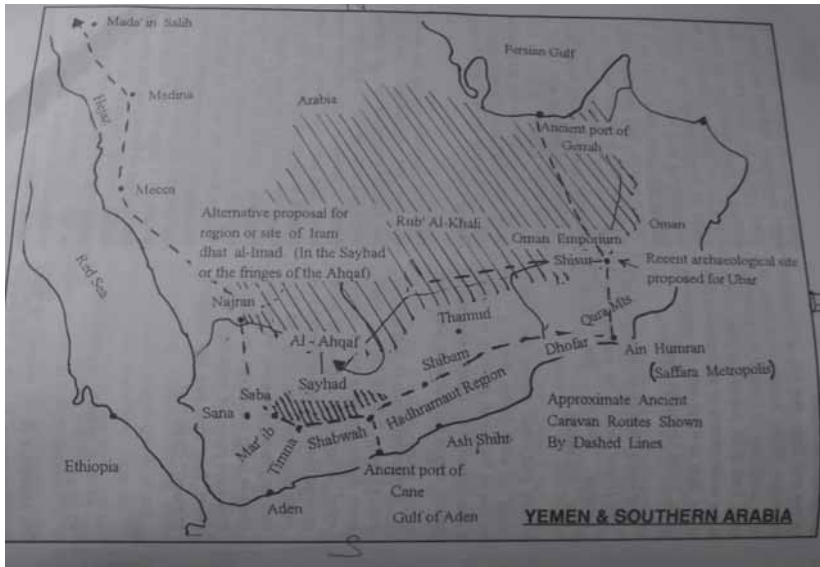 Mada'in Salih
Persian Gulf
Hejaz
Medina
Arabia
Ancient port of
Gerrah
Mecca
Alternative proposal for
region or site of Iram
dhat al-Imad (In the Sayhad
or the fringes of the Ahqaf)
Rub' Al-Khali
Oman
Oman Emporium
Shisur
Recent archaeological site
proposed for Ubar
Red Sea
Najran
Qura Mts.
Thamud
Al - Ahqaf
Sayhad
Shibam
Dhofar
Ain Humran
(Saffara Metropolis)
Saba
Sana
Mar'ib
Timna
Shabwah
Hadhramaut Region
Approximate Ancient
Caravan Routes Shown
By Dashed Lines
Ash Shihr
Ethiopia
Ancient port of
Cane
Aden
Gulf of Aden
YEMEN & SOUTHERN ARABIA
S